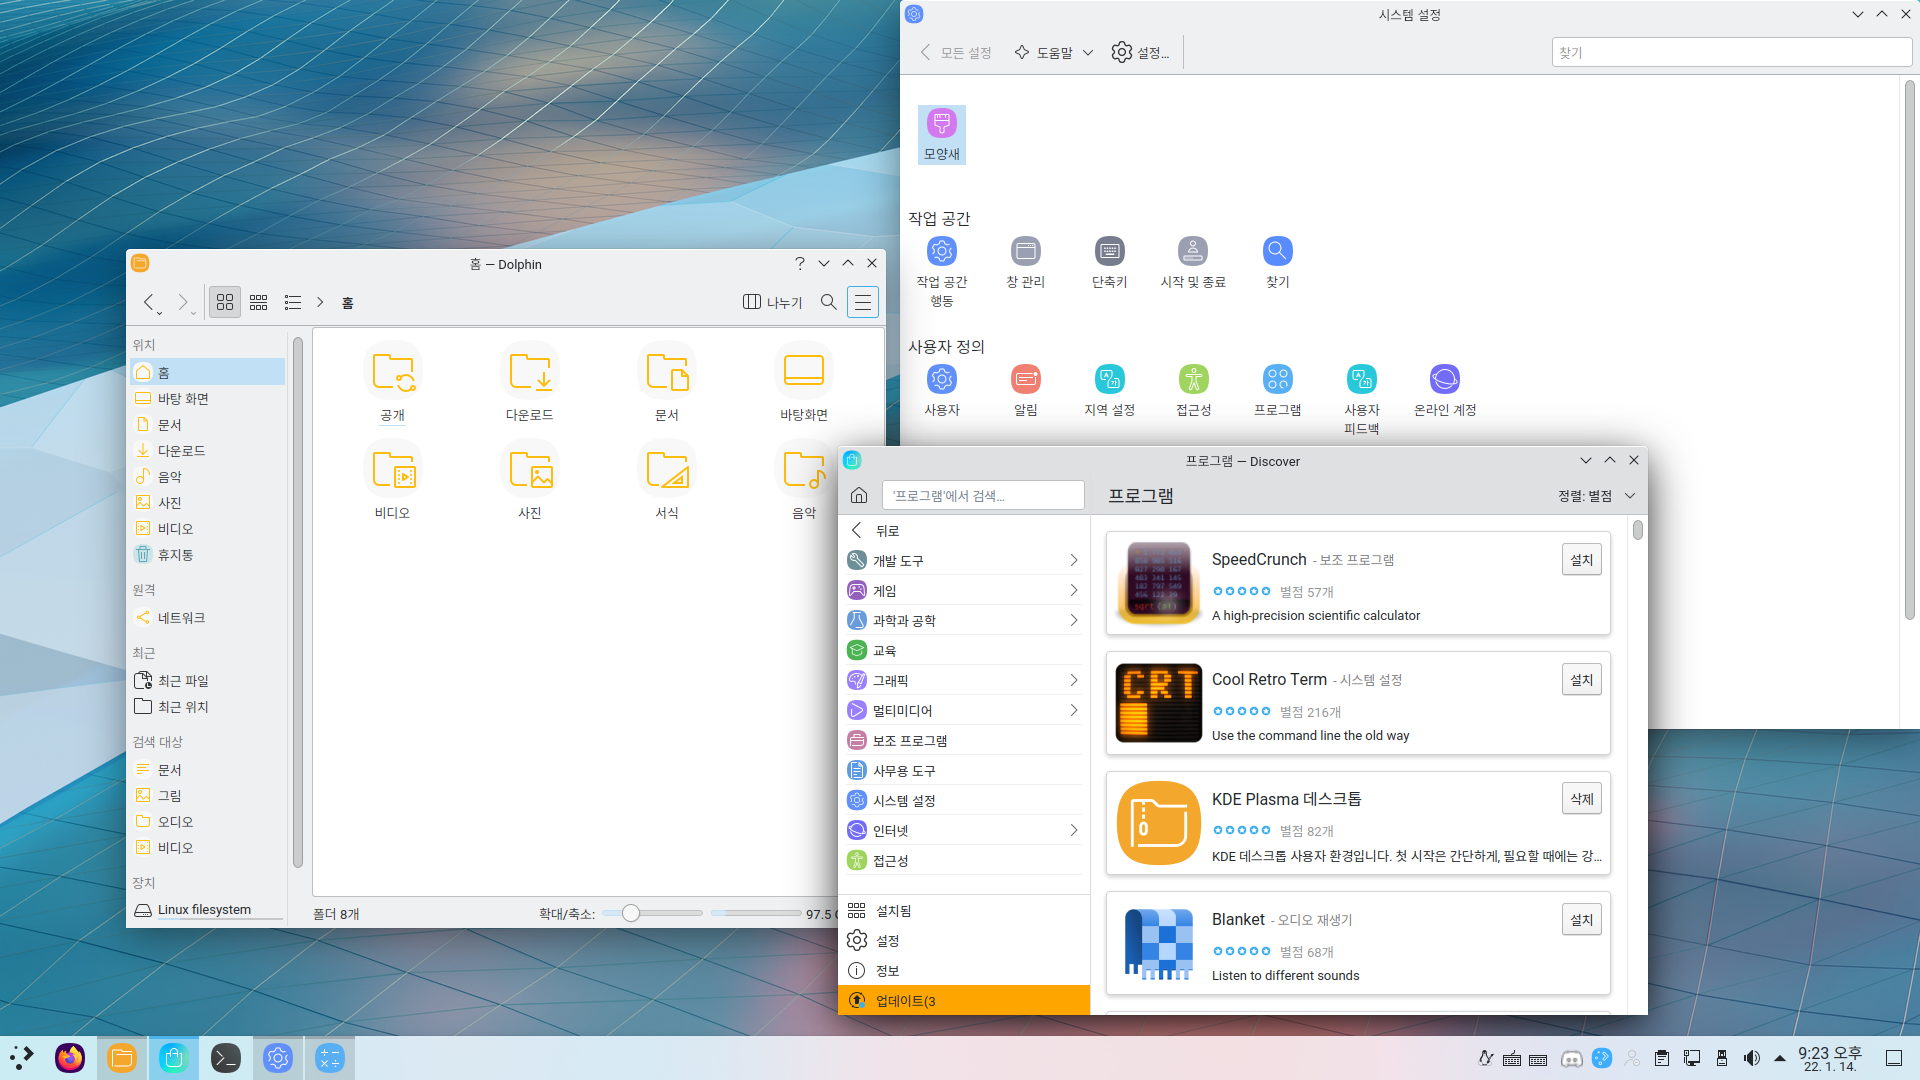 시스템 설정
모든 설정
도움말
설정...
찾기
모양새
작업 공간
작업 공간
행동
창 관리
단축키
시작 및 종료
찾기
사용자 정의
사용자
알림
지역 설정
접근성
프로그램
사용자
피드백
온라인 계정
홈 — Dolphin
홈
나누기
위치
홈
바탕 화면
문서
다운로드
음악
사진
비디오
휴지통
원격
네트워크
최근
최근 파일
최근 위치
검색 대상
문서
그림
오디오
비디오
장치
Linux filesystem
공개
다운로드
문서
바탕화면
비디오
사진
서식
음악
폴더 8개
확대/축소:
97.5
프로그램 — Discover
'프로그램'에서 검색...
프로그램
정렬: 별점
뒤로
개발 도구
게임
과학과 공학
교육
그래픽
멀티미디어
보조 프로그램
사무용 도구
시스템 설정
인터넷
접근성
설치됨
설정
정보
업데이트(3
SpeedCrunch - 보조 프로그램
설치
별점 57개
A high-precision scientific calculator
CRT
Cool Retro Term - 시스템 설정
설치
별점 216개
Use the command line the old way
KDE Plasma 데스크톱
삭제
별점 82개
KDE 데스크톱 사용자 환경입니다. 첫 시작은 간단하게, 필요할 때에는 강...
Blanket - 오디오 재생기
설치
별점 68개
Listen to different sounds
9:23 오후
22. 1. 14.